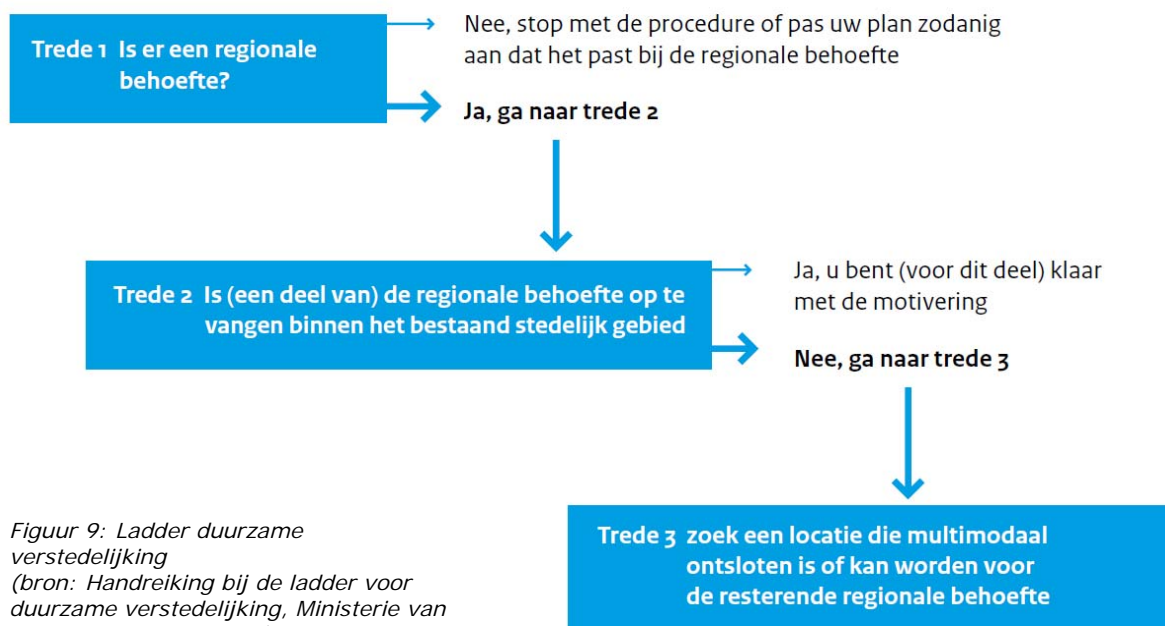 Trede 1 Is er een regionale
behoefte?
Nee, stop met de procedure of pas uw plan zodanig
aan dat het past bij de regionale behoefte
Ja, ga naar trede 2
Trede 2 Is (een deel van) de regionale behoefte op te
vangen binnen het bestaand stedelijk gebied
Ja, u bent (voor dit deel) klaar
met de motivering
Nee, ga naar trede 3
Trede 3 zoek een locatie die multimodaal
ontsloten is of kan worden voor
de resterende regionale behoefte
Figuur 9: Ladder duurzame
verstedelijking
(bron: Handreiking bij de ladder voor
duurzame verstedelijking, Ministerie van